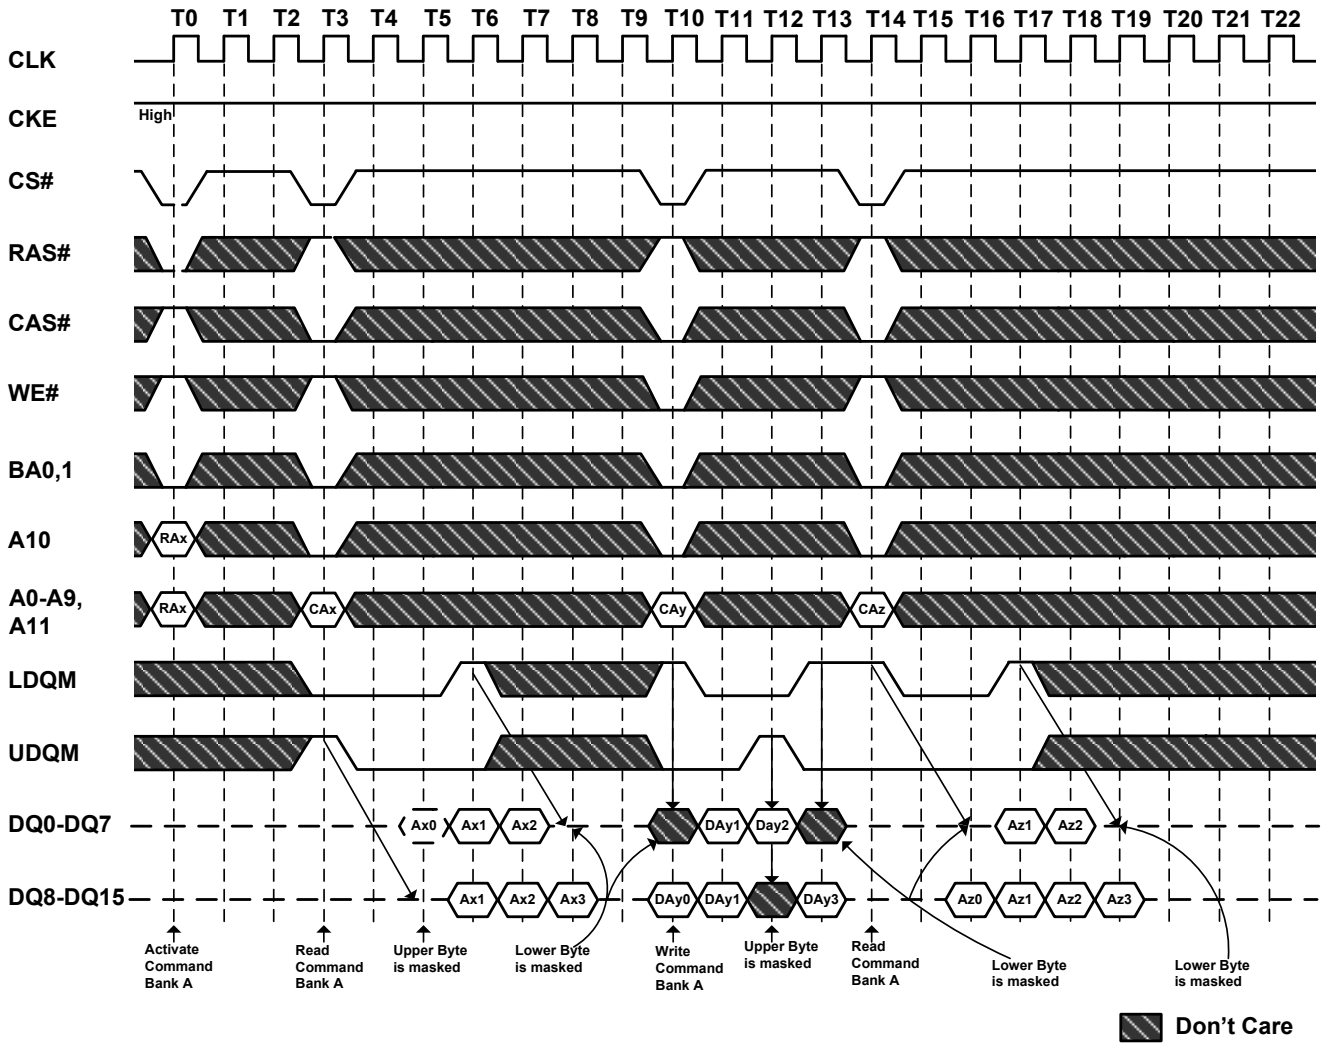 T0 T1 T2 T3 T4 T5 T6 T7 T8 T9 T10 T11 T12 T13 T14 T15 T16 T17 T18 T19 T20 T21 T22
CLK
CKE
High
CS#
RAS#
CAS#
WE#
BA0,1
A10
RAx
A0-A9,
A11
RAx CAx CAy CAz
LDQM
UDQM
DQ0-DQ7
Ax0 Ax1 Ax2 DAy1 Day2 Az1 Az2
DQ8-DQ15
Ax1 Ax2 Ax3 DAy0 DAy1 DAy3 Az0 Az1 Az2 Az3
Activate
Command
Bank A
Read
Command
Bank A
Upper Byte
is masked
Lower Byte
is masked
Write
Command
Bank A
Upper Byte
is masked
Read
Command
Bank A
Lower Byte
is masked
Lower Byte
is masked
Don't Care